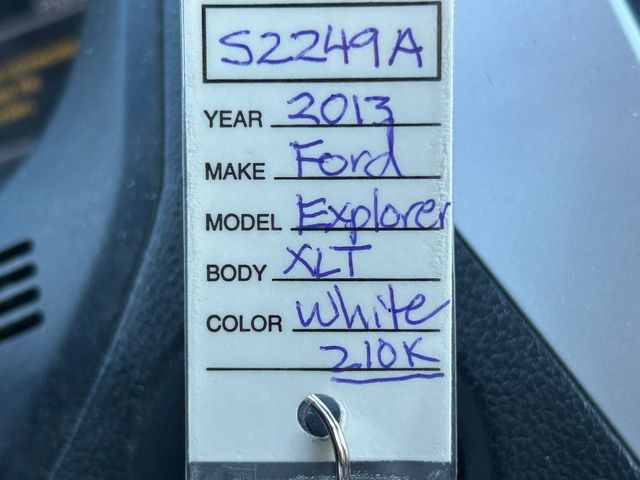 S2249A
YEAR 2013
MAKE Ford
MODEL Explorer
BODY XLT
COLOR White
210K